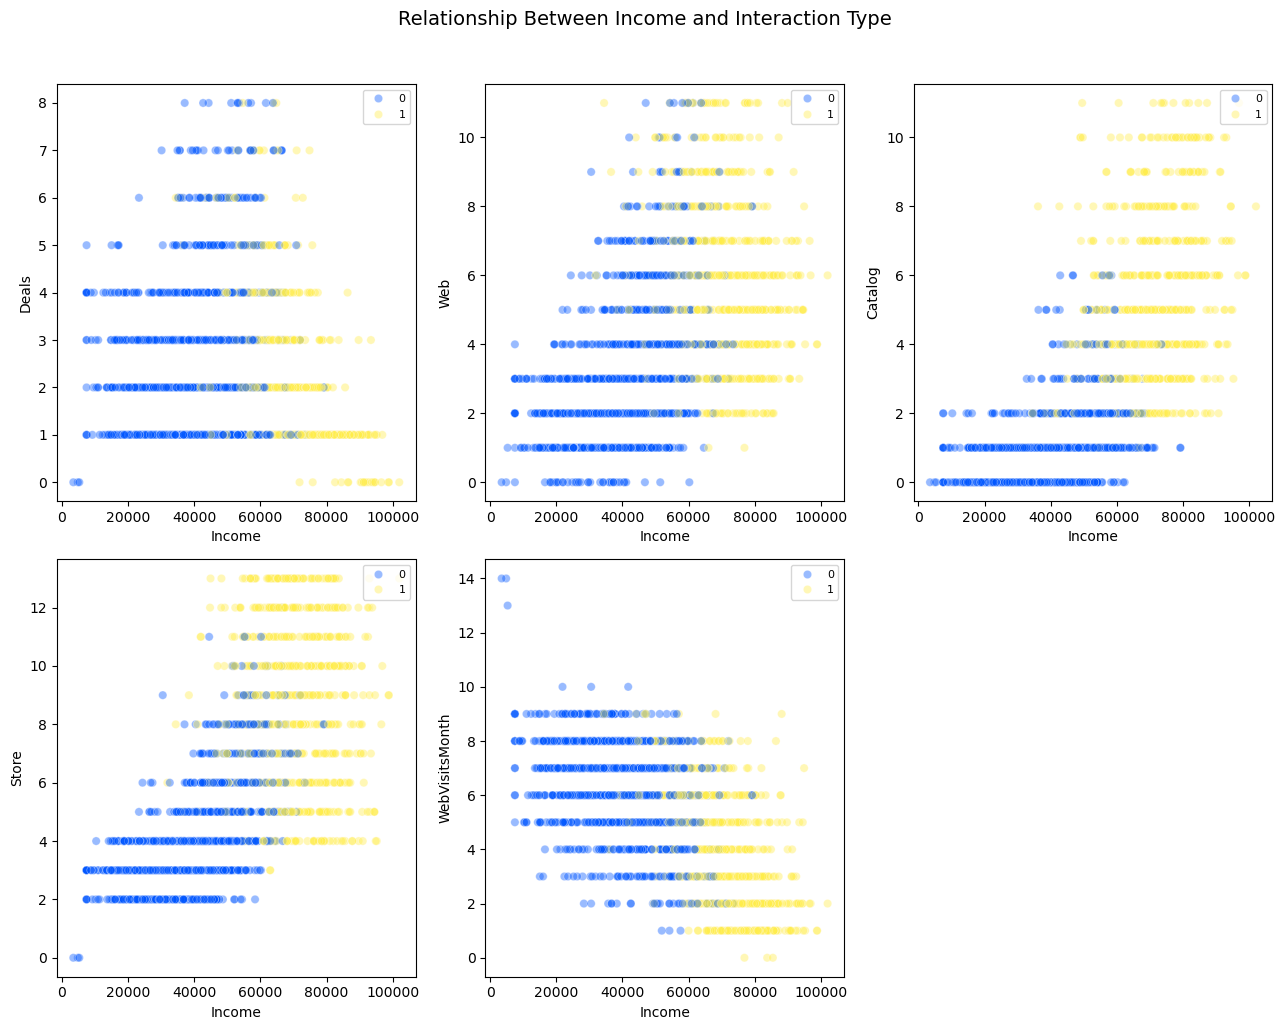 Relationship Between Income and Interaction Type
8
7
6
5
4
3
2
1
0
Deals
0
1
0 20000 40000 60000 80000 100000
Income
10
8
6
4
2
0
Web
0
1
0 20000 40000 60000 80000 100000
Income
10
8
6
4
2
0
Catalog
0
1
0 20000 40000 60000 80000 100000
Income
12
10
8
6
4
2
0
Store
0
1
0 20000 40000 60000 80000 100000
Income
14
12
10
8
6
4
2
0
WebVisitsMonth
0
1
0 20000 40000 60000 80000 100000
Income